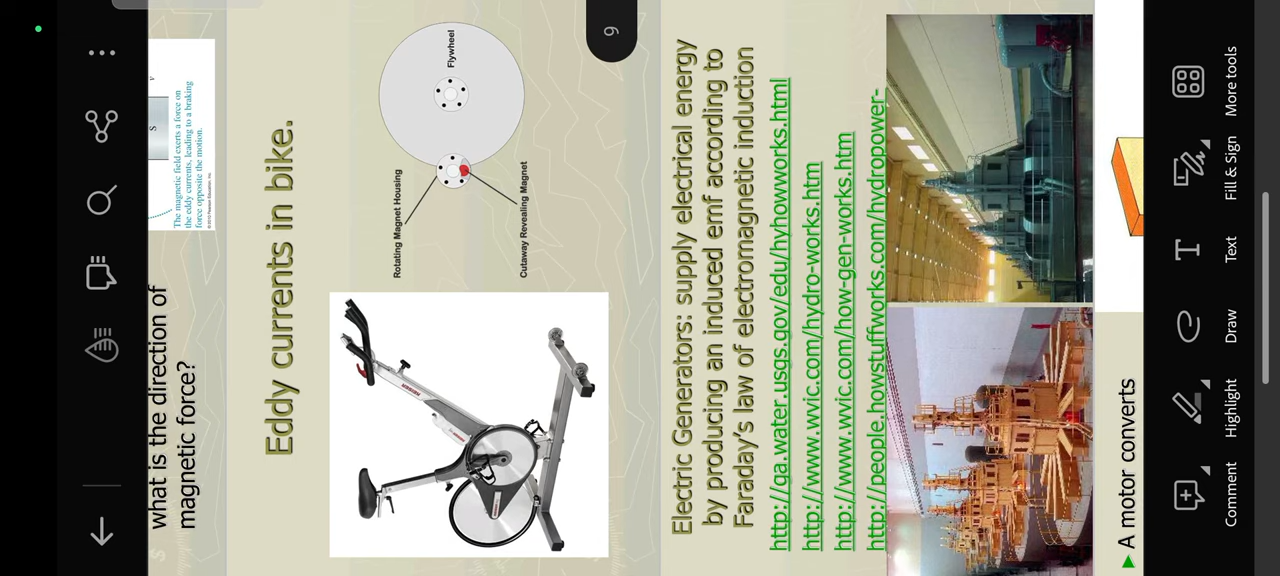 S
v
The magnetic field exerts a force on
the eddy currents, leading to a braking
force opposite the motion.
what is the direction of
magnetic force?
Eddy currents in bike.
Rotating Magnet Housing
Flywheel
Cutaway Revealing Magnet
9
Electric Generators: supply electrical energy
by producing an induced emf according to
Faraday's law of electromagnetic induction
http://ga.water.usgs.gov/edu/hyhowworks.html
http://www.wvic.com/hydro-works.htm
http://www.wvic.com/how-gen-works.htm
http://people.howstuffworks.com/hydropower-
A motor converts
Comment
Highlight
Draw
Text
Fill & Sign
More tools